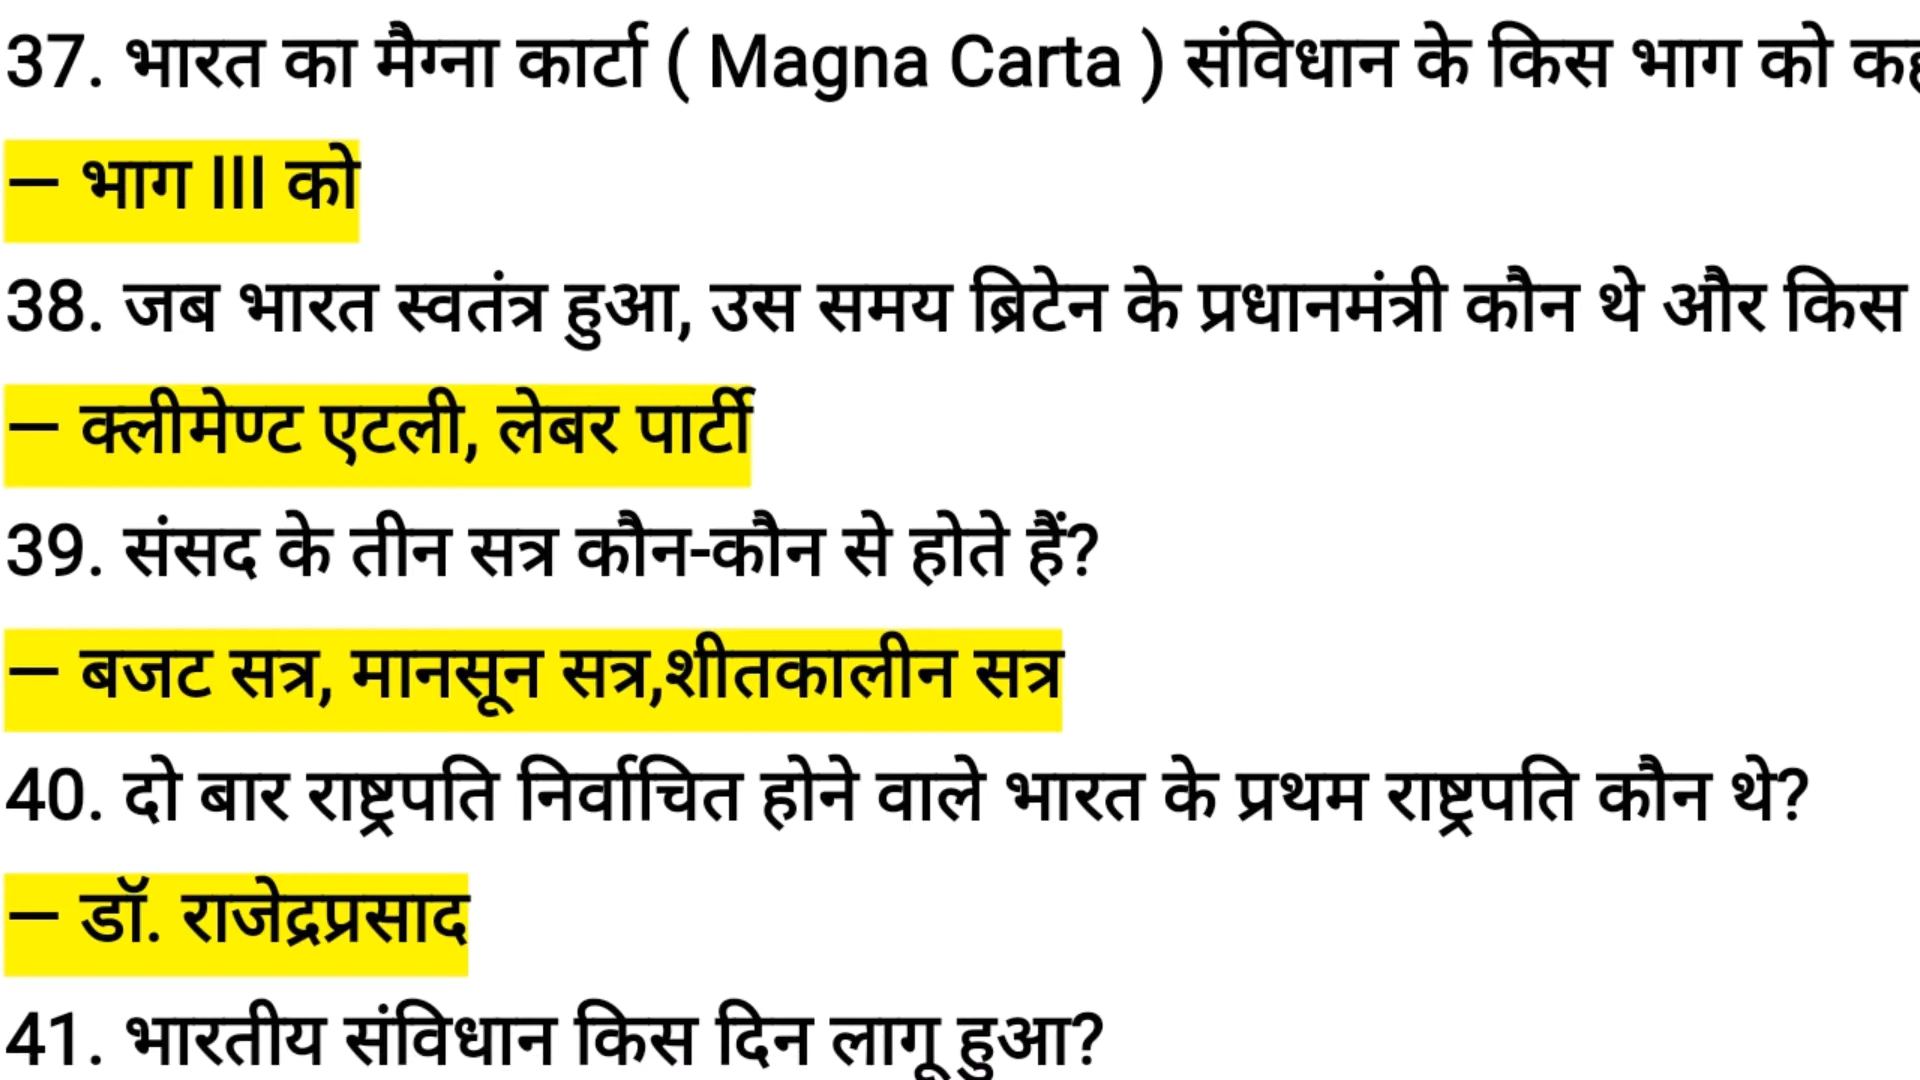 37. भारत का मैग्ना कार्टा ( Magna Carta ) संविधान के किस भाग को
— भाग III को
38. जब भारत स्वतंत्र हुआ, उस समय ब्रिटेन के प्रधानमंत्री कौन थे और किस
— क्लीमेण्ट एटली, लेबर पार्टी
39. संसद के तीन सत्र कौन-कौन से होते हैं?
— बजट सत्र, मानसून सत्र,शीतकालीन सत्र
40. दो बार राष्ट्रपति निर्वाचित होने वाले भारत के प्रथम राष्ट्रपति कौन थे?
— डॉ. राजेद्रप्रसाद
41. भारतीय संविधान किस दिन लागू हुआ?